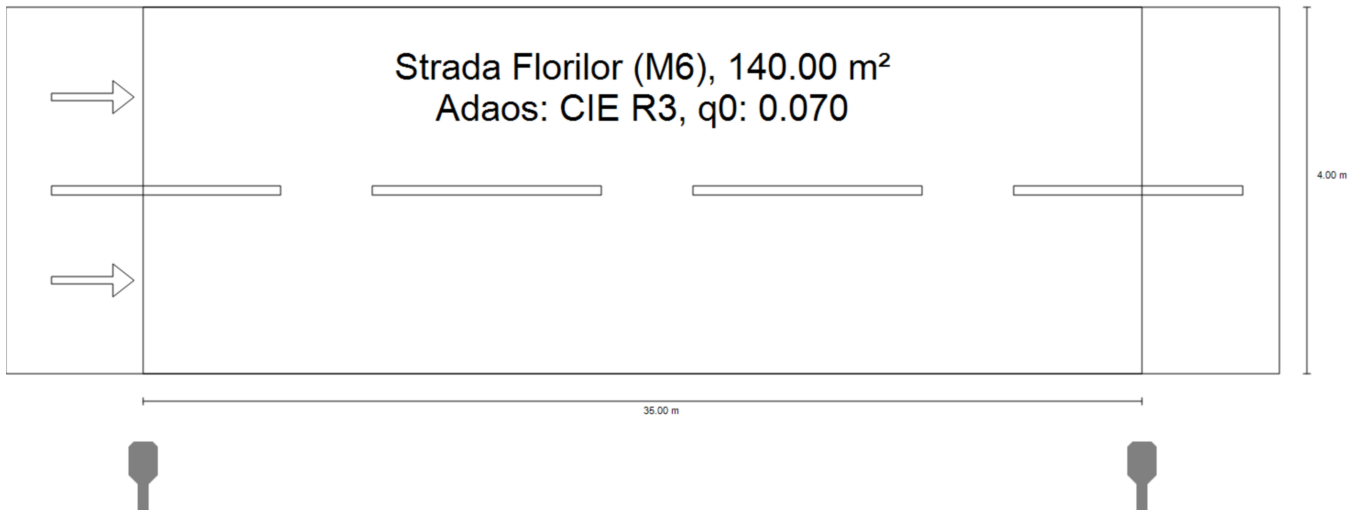 Strada Florilor (M6), 140.00 m²
Adaos: CIE R3, q0: 0.070
4.00 m
35.00 m